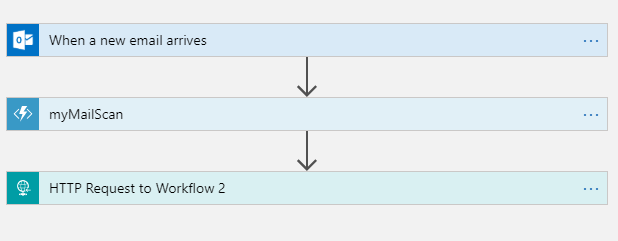 When a new email arrives
myMailScan
HTTP Request to Workflow 2